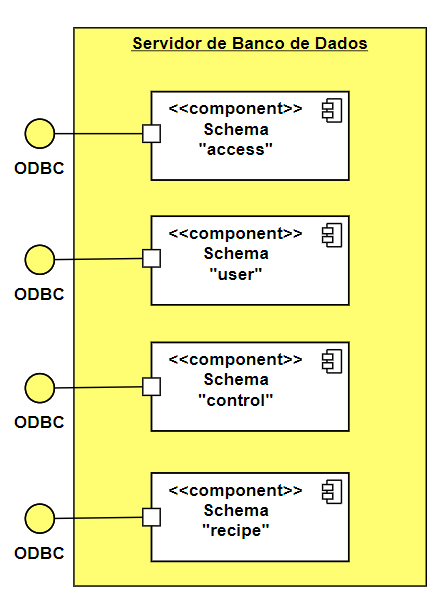 Servidor de Banco de Dados
<<component>>
Schema
"access"
ODBC
<<component>>
Schema
"user"
ODBC
<<component>>
Schema
"control"
ODBC
<<component>>
Schema
"recipe"
ODBC